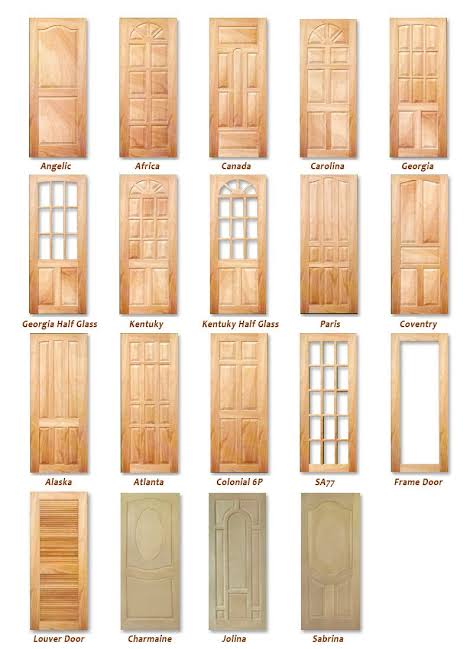 Angelic
Africa
Canada
Carolina
Georgia
Georgia Half Glass
Kentuky
Kentuky Half Glass
Paris
Coventry
Alaska
Atlanta
Colonial 6P
SA77
Frame Door
Louver Door
Charmaine
Jolina
Sabrina